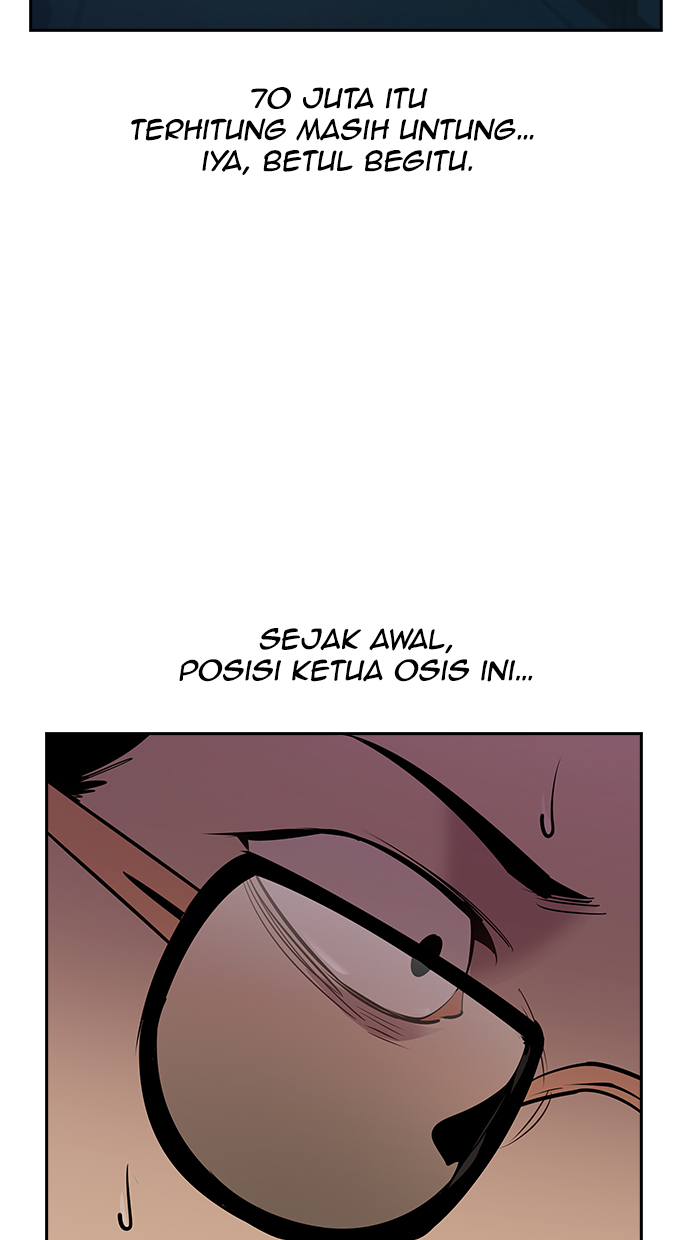 70 JUTA ITU
TERHITUNG MASIH UNTUNG...
IYA, BETUL BEGITU.
SEJAK AWAL,
POSISI KETUA OSIS INI...